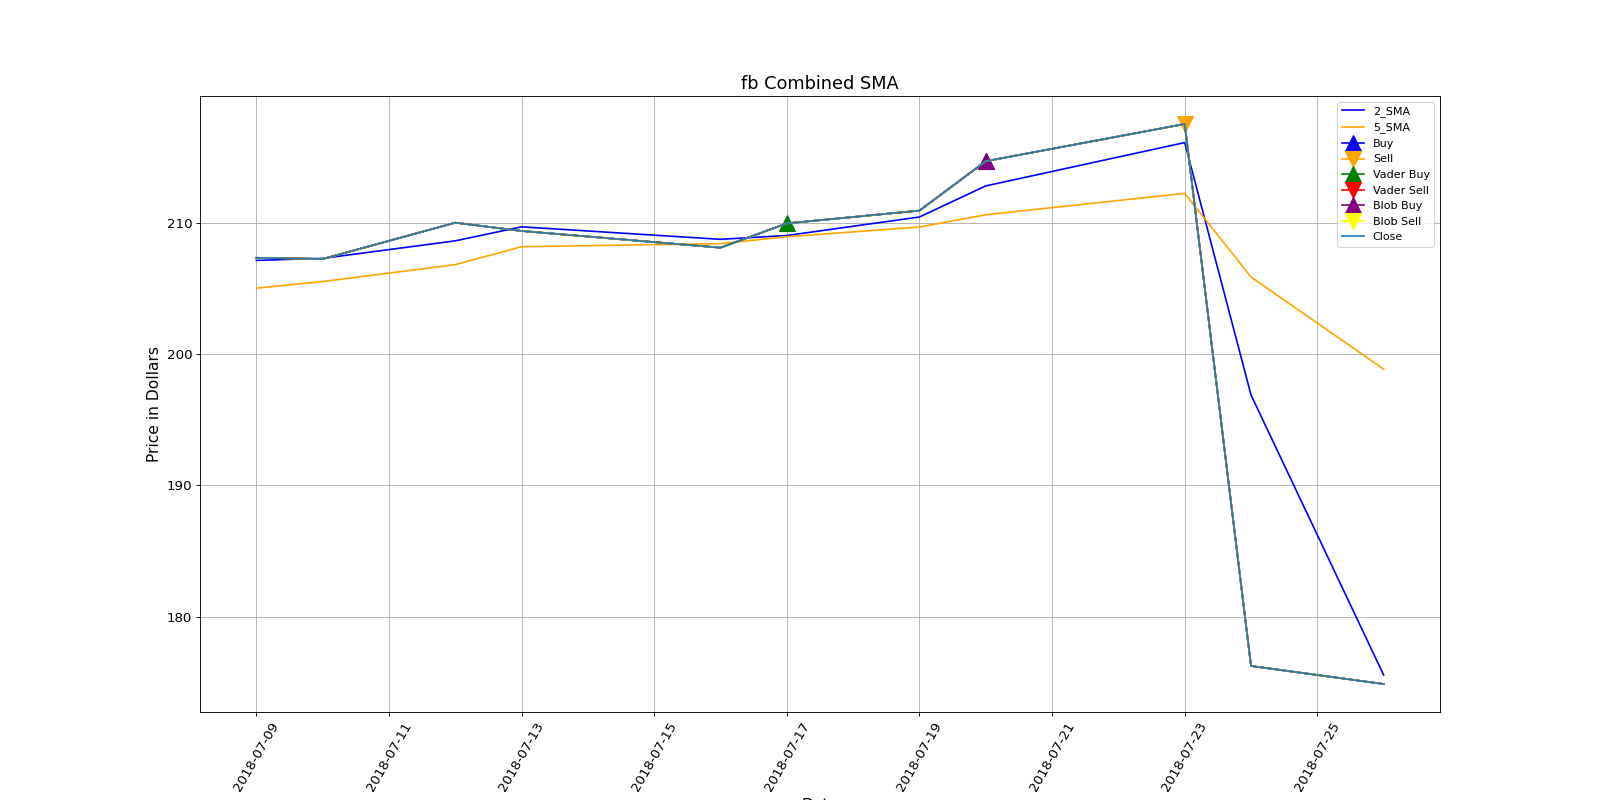 fb Combined SMA
2_SMA
5_SMA
Buy
Sell
Vader Buy
Vader Sell
Blob Buy
Blob Sell
Close
Price in Dollars
210
200
190
180
2018-07-09
2018-07-11
2018-07-13
2018-07-15
2018-07-17
2018-07-19
2018-07-21
2018-07-23
2018-07-25